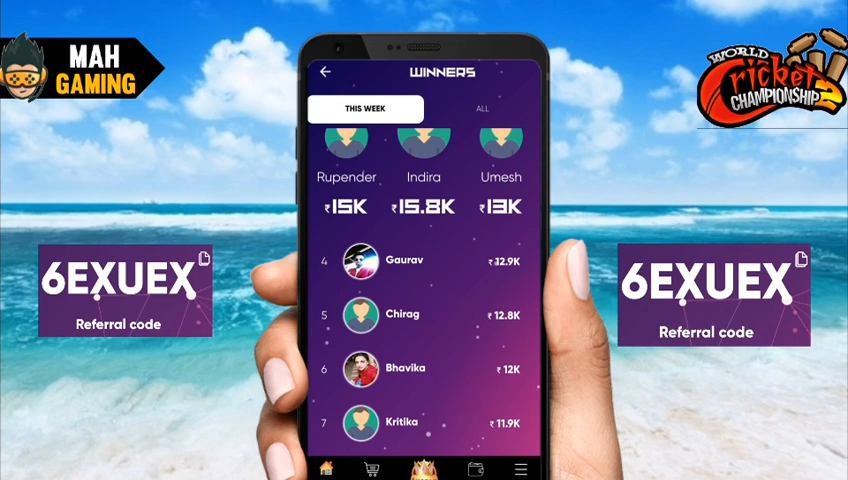 MAH
GAMING
WORLD
Cricket
CHAMPIONSHIP 2
WINNERS
THIS WEEK
ALL
Rupender
Indira
Umesh
₹15K
₹15.8K
₹13K
4 Gaurav ₹12.9K
5 Chirag ₹12.8K
6 Bhavika ₹12K
7 Kritika ₹11.9K
6EXUEX
Referral code
6EXUEX
Referral code